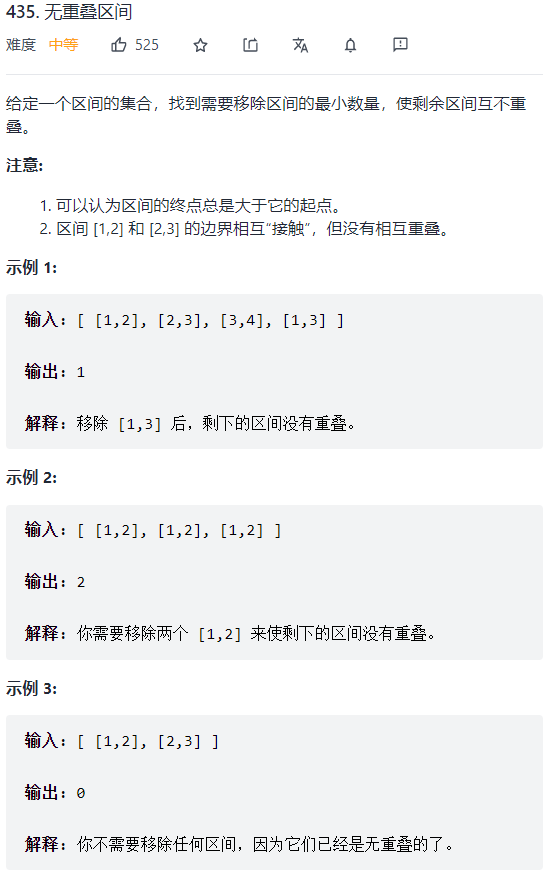 435. 无重叠区间
难度 中等 525
给定一个区间的集合，找到需要移除区间的最小数量，使剩余区间互不重
叠。
注意:
1. 可以认为区间的终点总是大于它的起点。
2. 区间 [1,2] 和 [2,3] 的边界相互“接触”，但没有相互重叠。
示例 1:
输入: [ [1,2], [2,3], [3,4], [1,3] ]
输出: 1
解释: 移除 [1,3] 后，剩下的区间没有重叠。
示例 2:
输入: [ [1,2], [1,2], [1,2] ]
输出: 2
解释: 你需要移除两个 [1,2] 来使剩下的区间没有重叠。
示例 3:
输入: [ [1,2], [2,3] ]
输出: 0
解释: 你不需要移除任何区间，因为它们已经是无重叠的了。